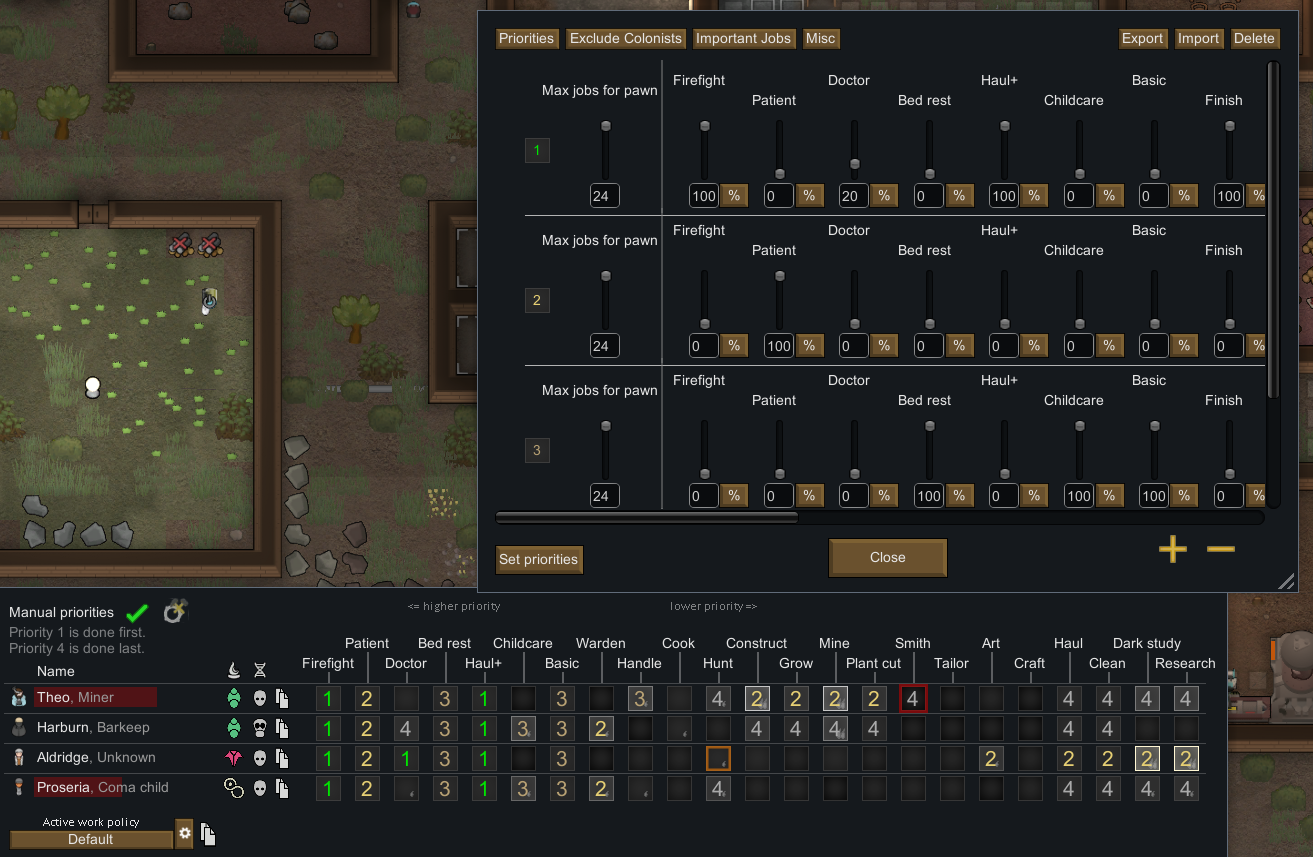 Priorities Exclude Colonists Important Jobs Misc Export Import Delete
Max jobs for pawn Firefight Patient Doctor Bed rest Haul+ Childcare Basic Finish
1
24 100 % 0 % 20 % 0 % 100 % 0 % 0 % 100 %
Max jobs for pawn Firefight Patient Doctor Bed rest Haul+ Childcare Basic Finish
2
24 0 % 100 % 0 % 0 % 0 % 0 % 0 % 0 %
Max jobs for pawn Firefight Patient Doctor Bed rest Haul+ Childcare Basic Finish
3
24 0 % 0 % 0 % 100 % 0 % 100 % 100 % 0 %
Set priorities Close
Manual priorities <= higher priority lower priority =>
Priority 1 is done first.
Priority 4 is done last.
Patient Bed rest Childcare Warden Cook Construct Mine Smith Art Haul Dark study
Name Firefight Doctor Haul+ Basic Handle Hunt Grow Plant cut Tailor Craft Clean Research
Theo, Miner 1 2 3 1 3 3 4 2 2 2 2 4 4 4 4 4
Harburn, Barkeep 1 2 4 3 1 3 3 2 4 4 4 4 4 4
Aldridge, Unknown 1 2 1 3 1 3 2 2 2 2 2
Proseria, Coma child 1 2 3 1 3 3 2 4 4 4 4 4
Active work policy
Default